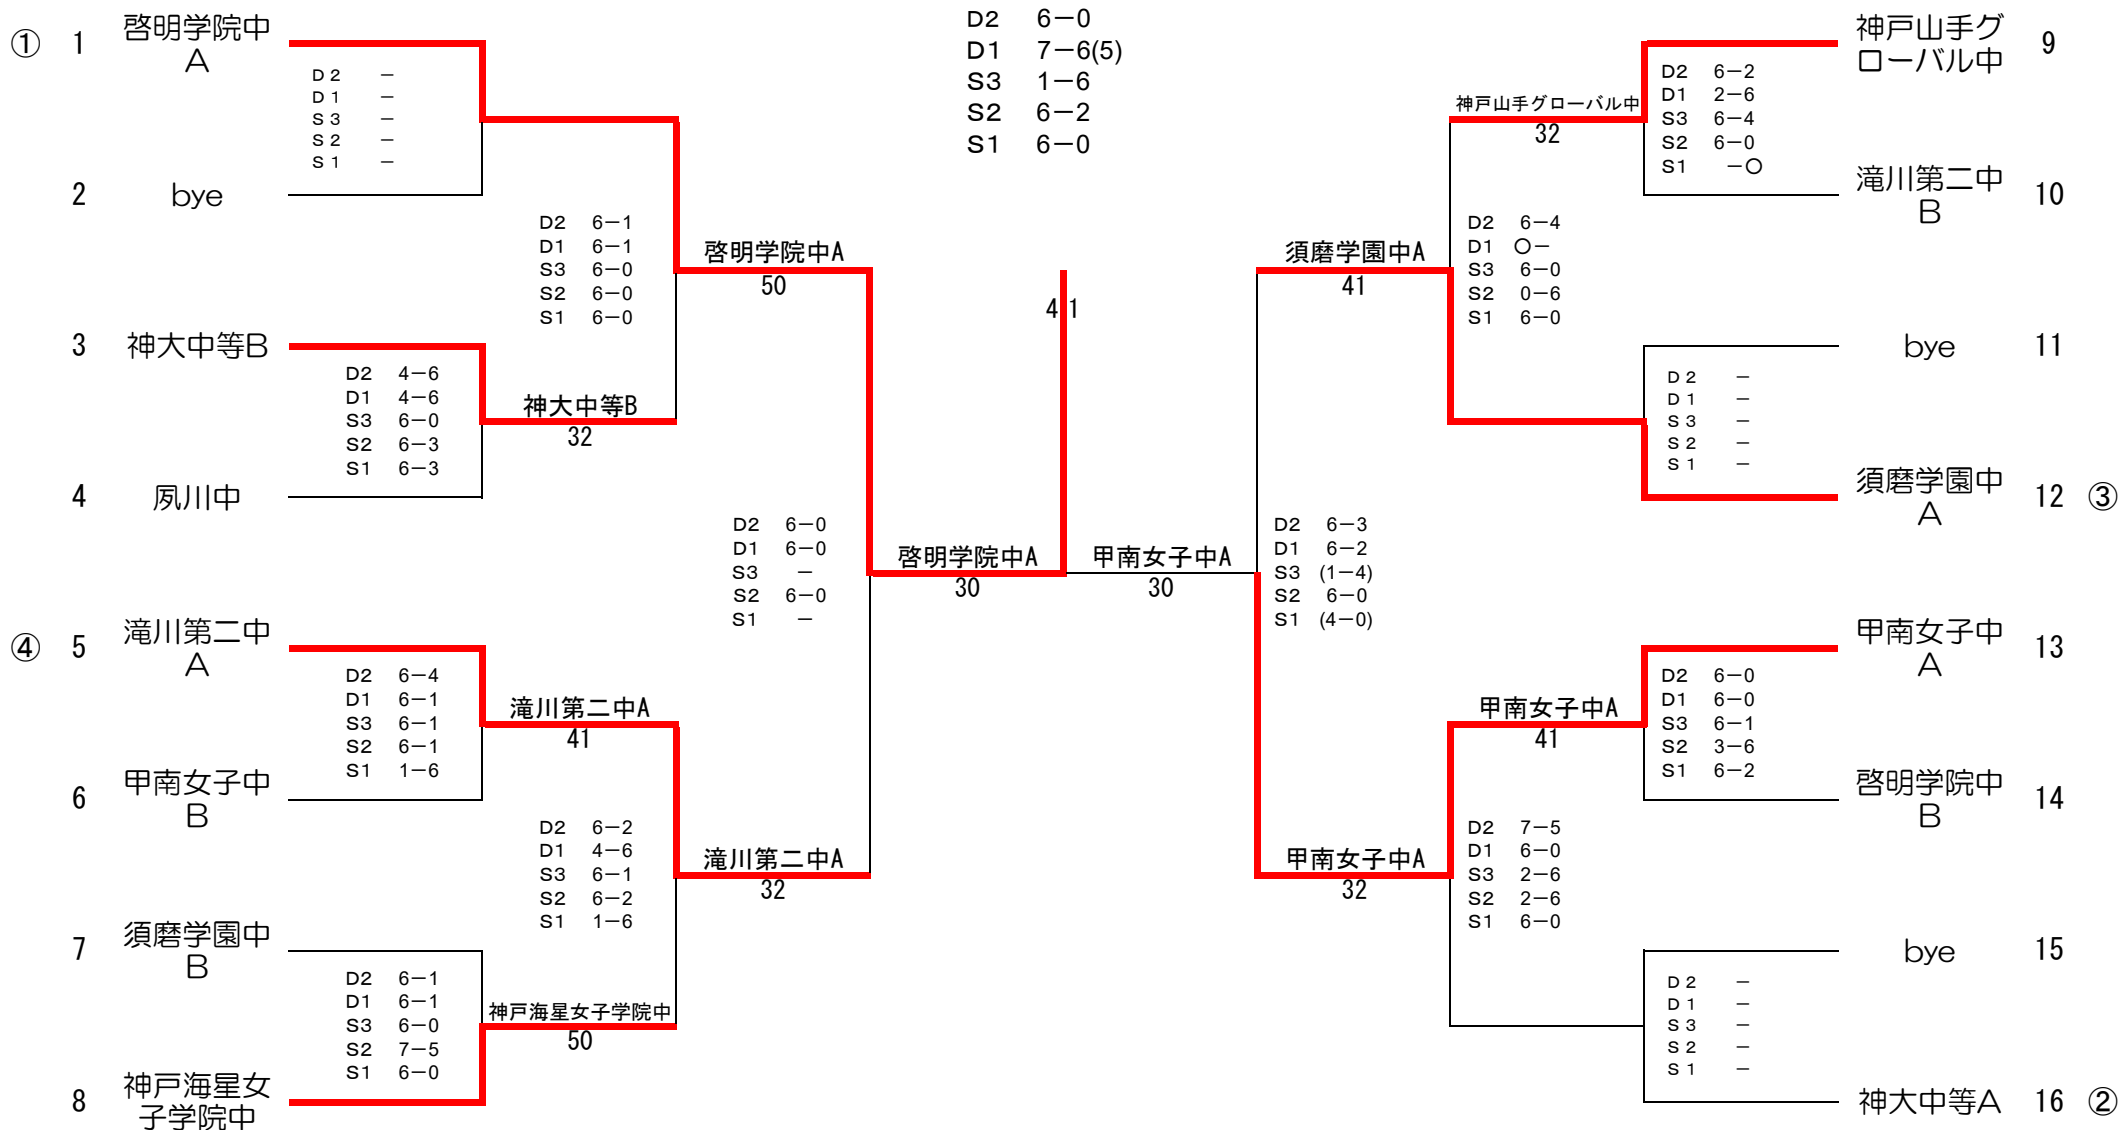 D2 6−0
D1 7−6(5)
S3 1−6
S2 6−2
S1 6−0
4 1
① 1 啓明学院中
A
D2 −
D1 −
S3 −
S2 −
S1 −
2 bye
D2 6−1
D1 6−1
S3 6−0
S2 6−0
S1 6−0
啓明学院中A
50
3 神大中等B
D2 4−6
D1 4−6
S3 6−0
S2 6−3
S1 6−3
神大中等B
32
4 夙川中
D2 6−0
D1 6−0
S3 −
S2 6−0
S1 −
啓明学院中A
30
④ 5 滝川第二中
A
D2 6−4
D1 6−1
S3 6−1
S2 6−1
S1 1−6
滝川第二中A
41
6 甲南女子中
B
D2 6−2
D1 4−6
S3 6−1
S2 6−2
S1 1−6
滝川第二中A
32
7 須磨学園中
B
D2 6−1
D1 6−1
S3 6−0
S2 7−5
S1 6−0
神戸海星女子学院中
50
8 神戸海星女
子学院中
神戸山手グ
ローバル中 9
D2 6−2
D1 2−6
S3 6−4
S2 6−0
S1 −〇
神戸山手グローバル中
32
滝川第二中
B 10
D2 6−4
D1 〇−
S3 6−0
S2 0−6
S1 6−0
須磨学園中A
41
bye 11
D2 −
D1 −
S3 −
S2 −
S1 −
須磨学園中
A 12 ③
D2 6−3
D1 6−2
S3 (1−4)
S2 6−0
S1 (4−0)
甲南女子中A
30
甲南女子中
A 13
D2 6−0
D1 6−0
S3 6−1
S2 3−6
S1 6−2
甲南女子中A
41
啓明学院中
B 14
D2 7−5
D1 6−0
S3 2−6
S2 2−6
S1 6−0
甲南女子中A
32
bye 15
D2 −
D1 −
S3 −
S2 −
S1 −
神大中等A 16 ②